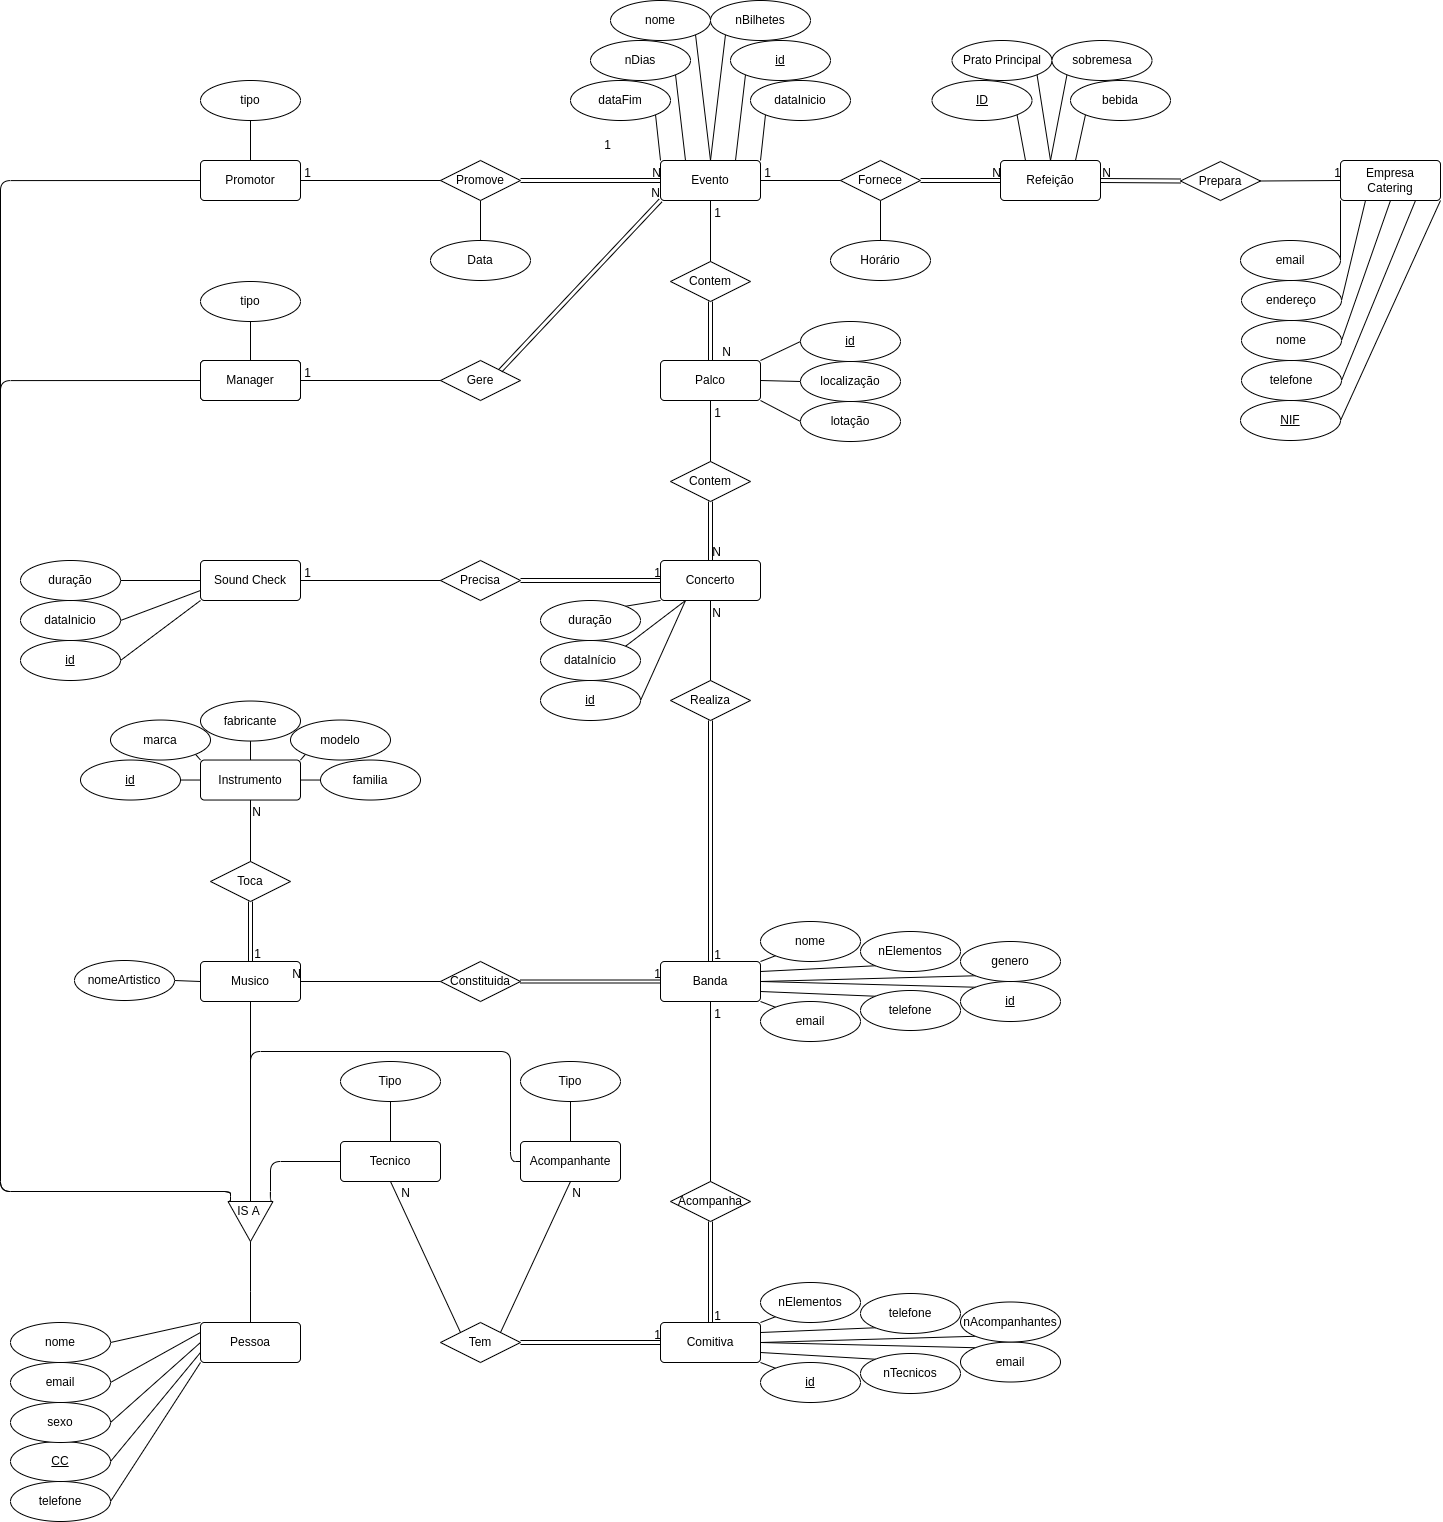 nome
nBilhetes
nDias
id
Prato Principal
sobremesa
tipo
dataFim
dataInicio
ID
bebida
1
Promotor
1
Promove
N
Evento
1
Fornece
N
Refeição
N
Prepara
1
Empresa
Catering
N
1
Data
Horário
email
Contem
tipo
endereço
id
nome
N
Manager
1
Gere
Palco
localização
telefone
1
lotação
NIF
Contem
N
duração
Sound Check
1
Precisa
1
Concerto
N
dataInicio
duração
id
dataInício
id
Realiza
fabricante
marca
modelo
id
Instrumento
familia
N
Toca
nome
1
1
nElementos
genero
nomeArtistico
Musico
N
Constituida
1
Banda
id
1
email
telefone
Tipo
Tipo
Tecnico
Acompanhante
N
N
Acompanha
IS A
nElementos
1
telefone
nAcompanhantes
nome
Pessoa
Tem
1
Comitiva
email
email
id
nTecnicos
sexo
CC
telefone